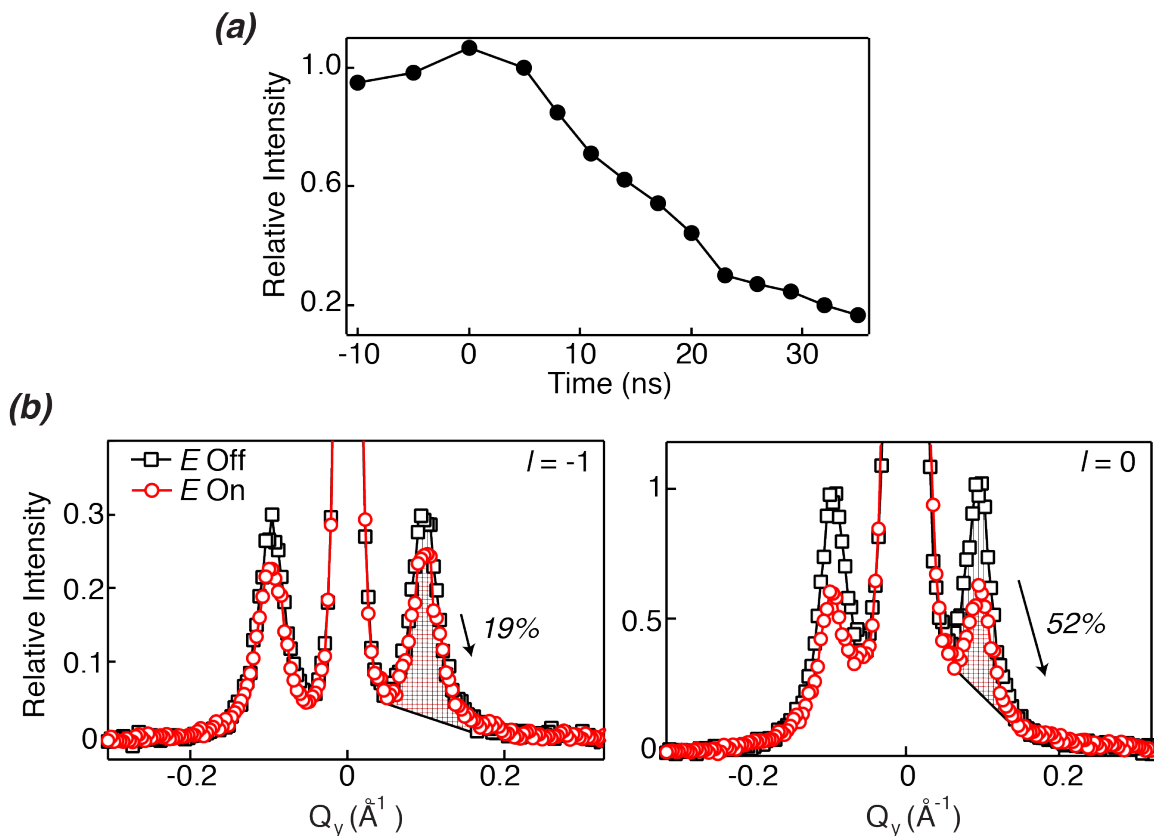 (a)
Relative Intensity
1.0
0.6
0.2
-10
0
10
20
30
Time (ns)
(b)
Relative Intensity
0.3
0.2
0.1
0
E Off
E On
l = -1
19%
-0.2
0
0.2
Qy (Å-1)
1
0.5
0
l = 0
52%
-0.2
0
0.2
Qy (Å-1)